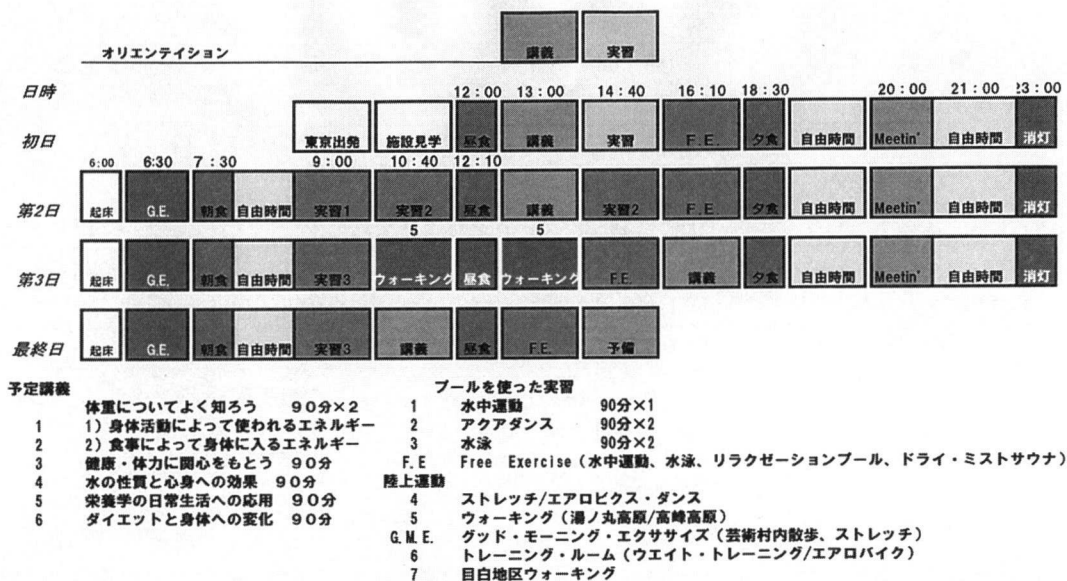 オリエンテイション 講義 実習
日時 12:00 13:00 14:40 16:10 18:30 20:00 21:00 23:00
初日 東京出発 施設見学 昼食 講義 実習 F.E. 夕食 自由時間 Meetin' 自由時間 消灯
6:00 6:30 7:30 9:00 10:40 12:10
第2日 起床 G.E. 朝食 自由時間 実習1 実習2 昼食 講義 実習2 F.E. 夕食 自由時間 Meetin' 自由時間 消灯
5 5
第3日 起床 G.E. 朝食 自由時間 実習3 ウォーキング 昼食 ウォーキング F.E. 講義 夕食 自由時間 Meetin' 自由時間 消灯
最終日 起床 G.E. 朝食 自由時間 実習3 講義 昼食 F.E. 予備
予定講義
体重についてよく知ろう 90分×2
1 1) 身体活動によって使われるエネルギー
2 2) 食事によって身体に入るエネルギー
3 健康・体力に関心をもとう 90分
4 水の性質と心身への効果 90分
5 栄養学の日常生活への応用 90分
6 ダイエットと身体への変化 90分
プールを使った実習
1 水中運動 90分×1
2 アクアダンス 90分×2
3 水泳 90分×2
F.E Free Exercise(水中運動、水泳、リラクゼーションプール、ドライ・ミストサウナ)
陸上運動
4 ストレッチ/エアロビクス・ダンス
5 ウォーキング(湯ノ丸高原/高峰高原)
G.M.E. グッド・モーニング・エクササイズ(芸術村内散歩、ストレッチ)
6 トレーニング・ルーム(ウエイト・トレーニング/エアロバイク)
7 目白地区ウォーキング